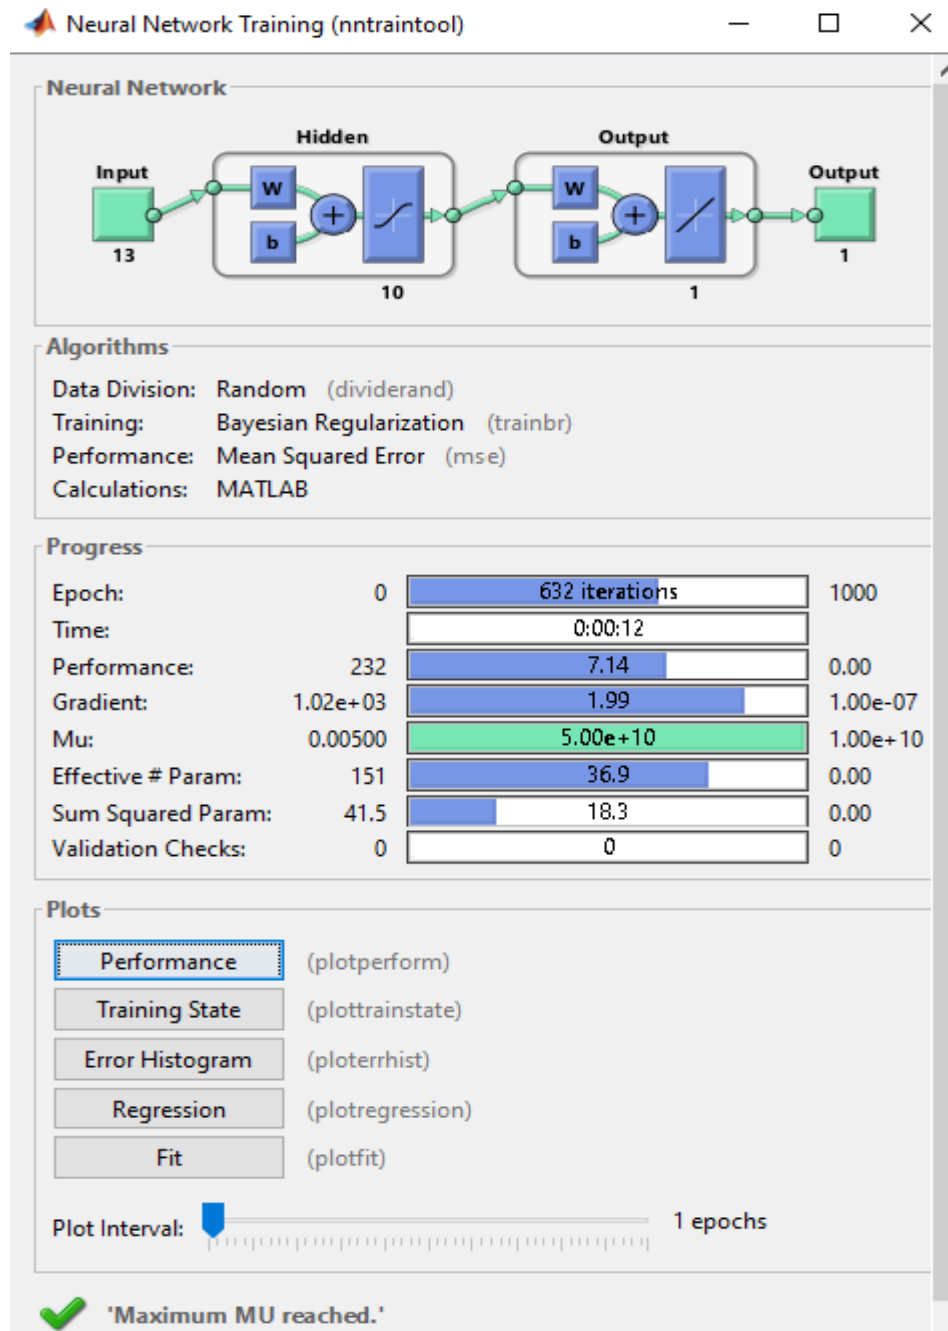 Neural Network Training (nntraintool)
Neural Network
Hidden Output
Input Output
W W
b b
13 1
10 1
Algorithms
Data Division: Random (dividerand)
Training: Bayesian Regularization (trainbr)
Performance: Mean Squared Error (mse)
Calculations: MATLAB
Progress
Epoch: 0 632 iterations 1000
Time: 0:00:12
Performance: 232 7.14 0.00
Gradient: 1.02e+03 1.99 1.00e-07
Mu: 0.00500 5.00e+10 1.00e+10
Effective # Param: 151 36.9 0.00
Sum Squared Param: 41.5 18.3 0.00
Validation Checks: 0 0 0
Plots
Performance (plotperform)
Training State (plottrainstate)
Error Histogram (ploterrhist)
Regression (plotregression)
Fit (plotfit)
Plot Interval: 1 epochs
'Maximum MU reached.'